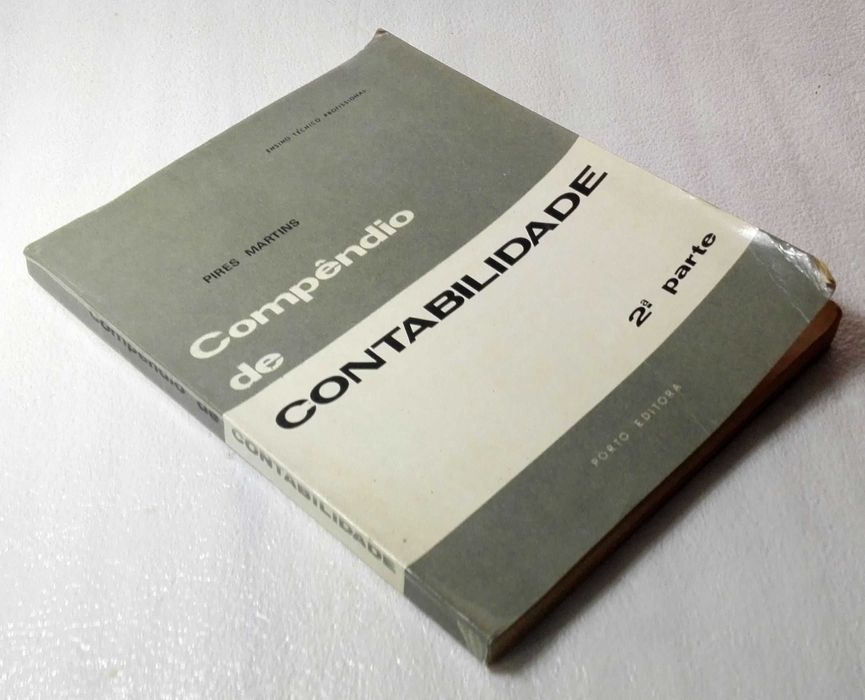 ENSINO TÉCNICO PROFISSIONAL
PIRES MARTINS
Compêndio
de
CONTABILIDADE
2ª parte
PORTO EDITORA
Compêndio de CONTABILIDADE